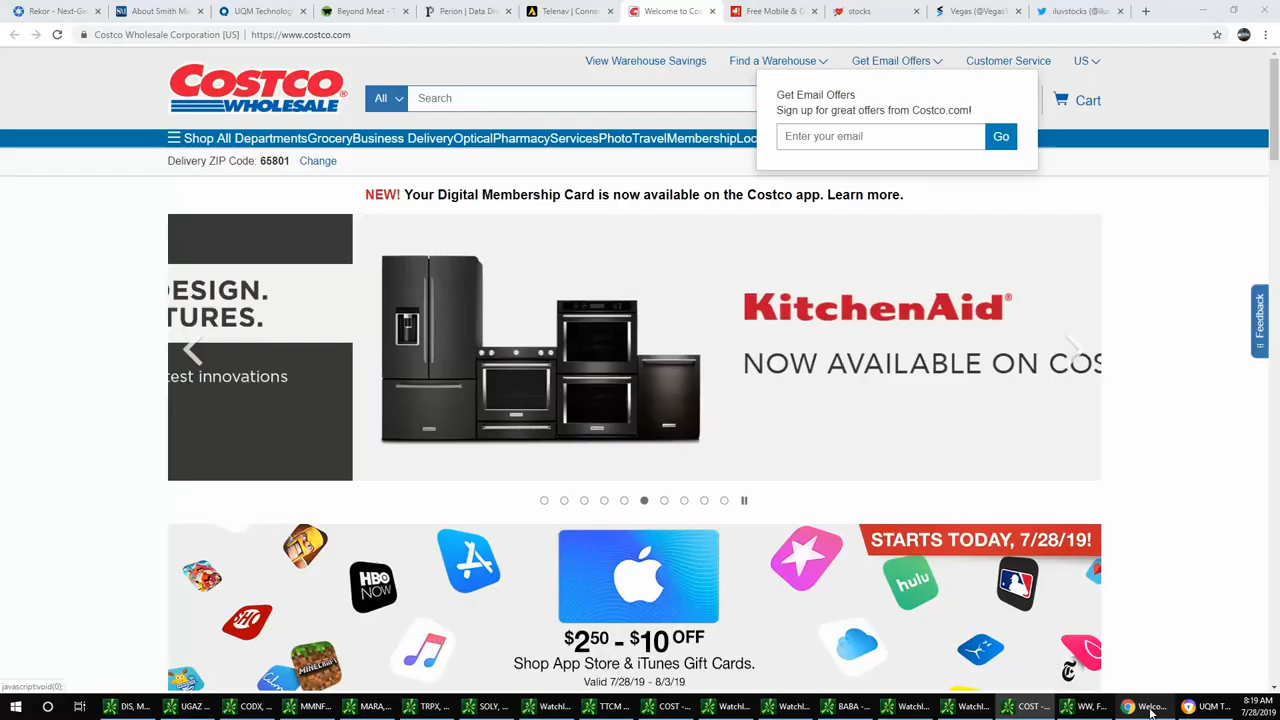 Rekor - Next-Ge
About Smith Mi
UQM Technolog
Beyond Meat - T
Perion | Data Dr
Telenav | Conne
Welcome to Cos
Free Mobile & D
stocks
Vegas (@VegasT
iluvstocks (@ilu
Costco Wholesale Corporation [US] | https://www.costco.com
View Warehouse Savings Find a Warehouse Get Email Offers Customer Service US
COSTCO
WHOLESALE
All Search
Get Email Offers
Sign up for great offers from Costco.com!
Enter your email Go
Cart
Shop All Departments Grocery Business Delivery Optical Pharmacy Services Photo Travel Membership Loc
Delivery ZIP Code: 65801 Change
NEW! Your Digital Membership Card is now available on the Costco app. Learn more.
DESIGN.
TURES.
test innovations
KitchenAid®
NOW AVAILABLE ON COS
Feedback
STARTS TODAY, 7/28/19!
HBO
NOW
SHO
MINECRAFT
hulu
$2.50 - $10 OFF
Shop App Store & iTunes Gift Cards.
Valid 7/28/19 - 8/3/19
javascript:void(0);
DIS, M...
UGAZ ...
CODX, ...
MMNF...
MARA,...
TRPX, ...
SOLY, ...
Watchl...
TTCM ...
COST -...
Watchl...
Watchl...
BABA -...
Watchl...
Watchl...
COST -...
WW, F...
Welco...
UQM T...
8:19 AM
7/28/2019